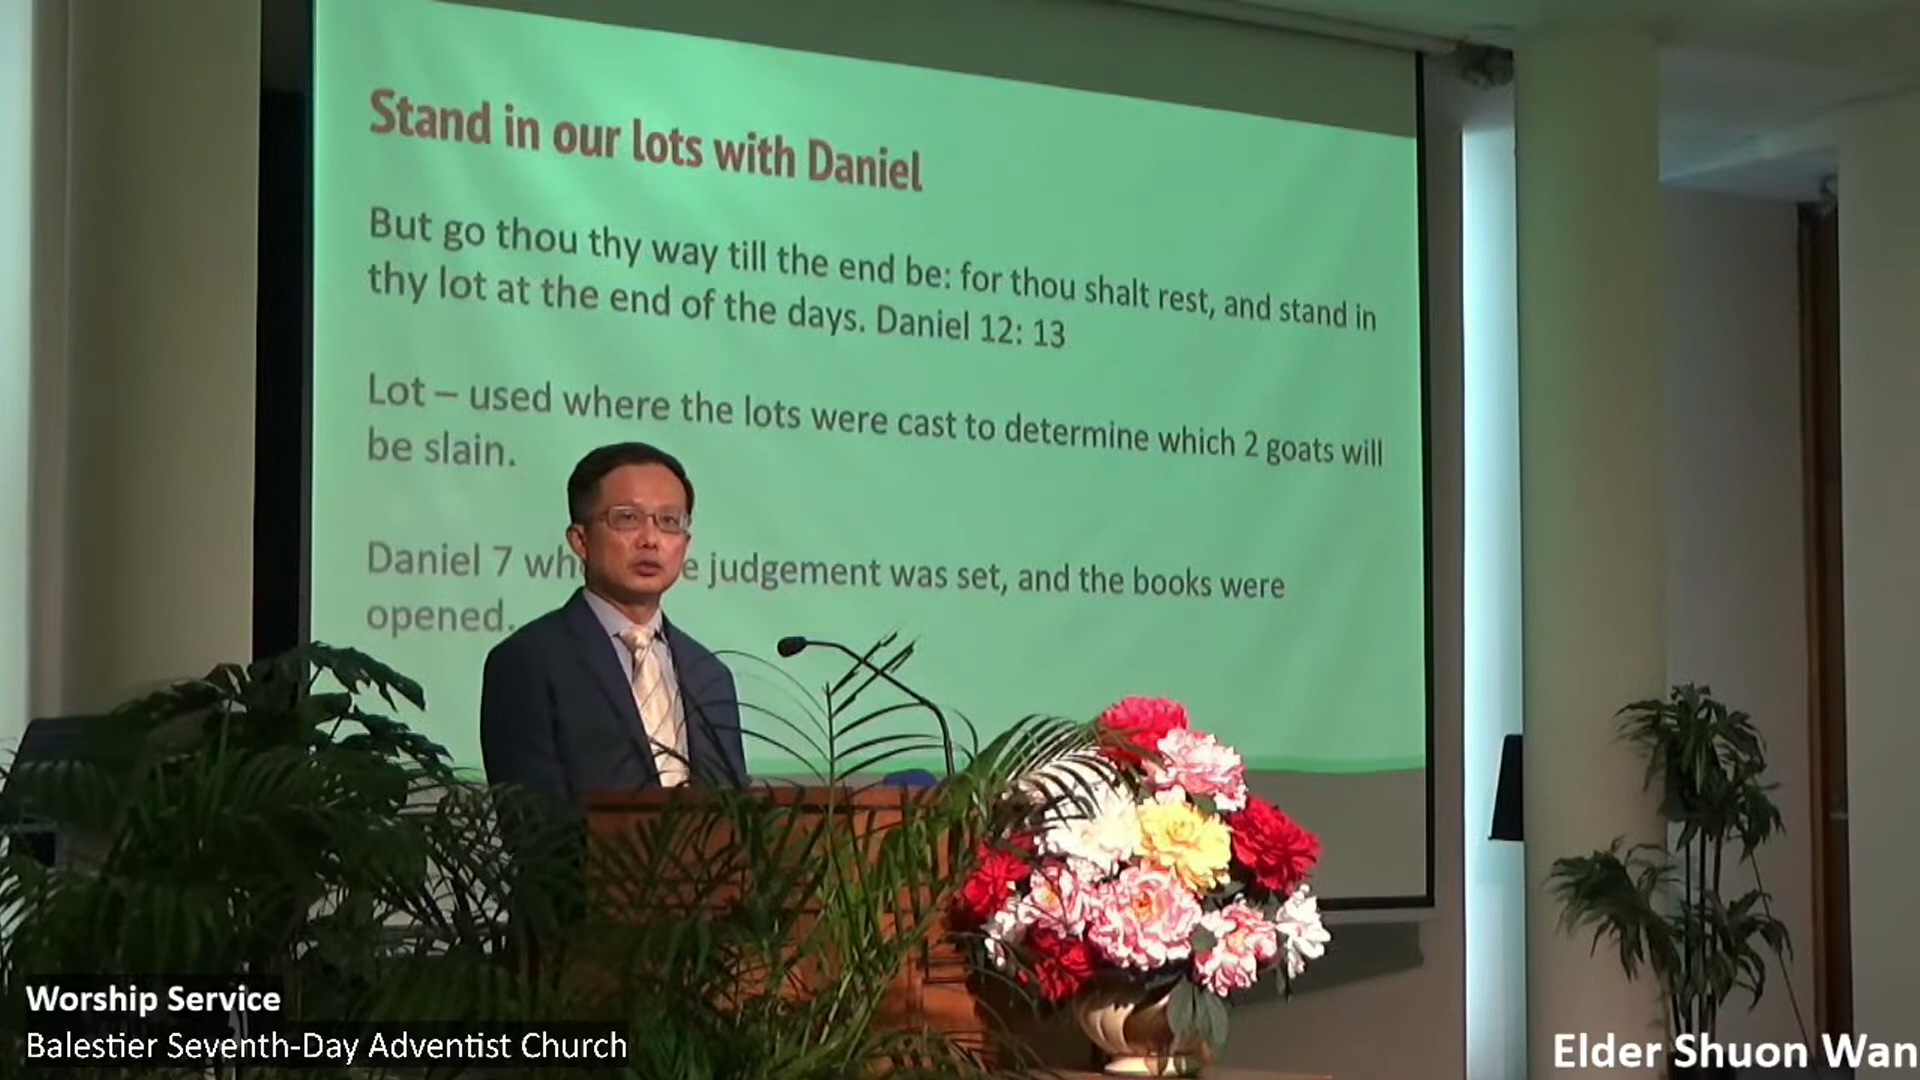 Stand in our lots with Daniel
But go thou thy way till the end be: for thou shalt rest, and stand in
thy lot at the end of the days. Daniel 12: 13
Lot – used where the lots were cast to determine which 2 goats will
be slain.
Daniel 7 judgement was set, and the books were
opened.
Worship Service
Balestier Seventh-Day Adventist Church
Elder Shuon Wan